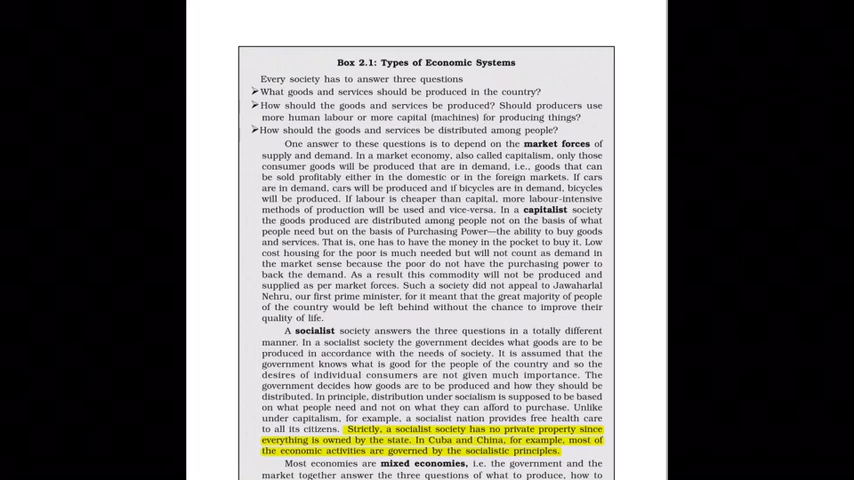 Box 2.1: Types of Economic Systems
Every society has to answer three questions
➢What goods and services should be produced in the country?
➢How should the goods and services be produced? Should producers use
more human labour or more capital (machines) for producing things?
➢How should the goods and services be distributed among people?
One answer to these questions is to depend on the market forces of
supply and demand. In a market economy, also called capitalism, only those
consumer goods will be produced that are in demand, i.e., goods that can
be sold profitably either in the domestic or in the foreign markets. If cars
are in demand, cars will be produced and if bicycles are in demand, bicycles
will be produced. If labour is cheaper than capital, more labour-intensive
methods of production will be used and vice-versa. In a capitalist society
the goods produced are distributed among people not on the basis of what
people need but on the basis of Purchasing Power—the ability to buy goods
and services. That is, one has to have the money in the pocket to buy it. Low
cost housing for the poor is much needed but will not count as demand in
the market sense because the poor do not have the purchasing power to
back the demand. As a result this commodity will not be produced and
supplied as per market forces. Such a society did not appeal to Jawaharlal
Nehru, our first prime minister, for it meant that the great majority of people
of the country would be left behind without the chance to improve their
quality of life.
A socialist society answers the three questions in a totally different
manner. In a socialist society the government decides what goods are to be
produced in accordance with the needs of society. It is assumed that the
government knows what is good for the people of the country and so the
desires of individual consumers are not given much importance. The
government decides how goods are to be produced and how they should be
distributed. In principle, distribution under socialism is supposed to be based
on what people need and not on what they can afford to purchase. Unlike
under capitalism, for example, a socialist nation provides free health care
to all its citizens. Strictly, a socialist society has no private property since
everything is owned by the state. In Cuba and China, for example, most of
the economic activities are governed by the socialistic principles.
Most economies are mixed economies, i.e. the government and the
market together answer the three questions of what to produce, how to